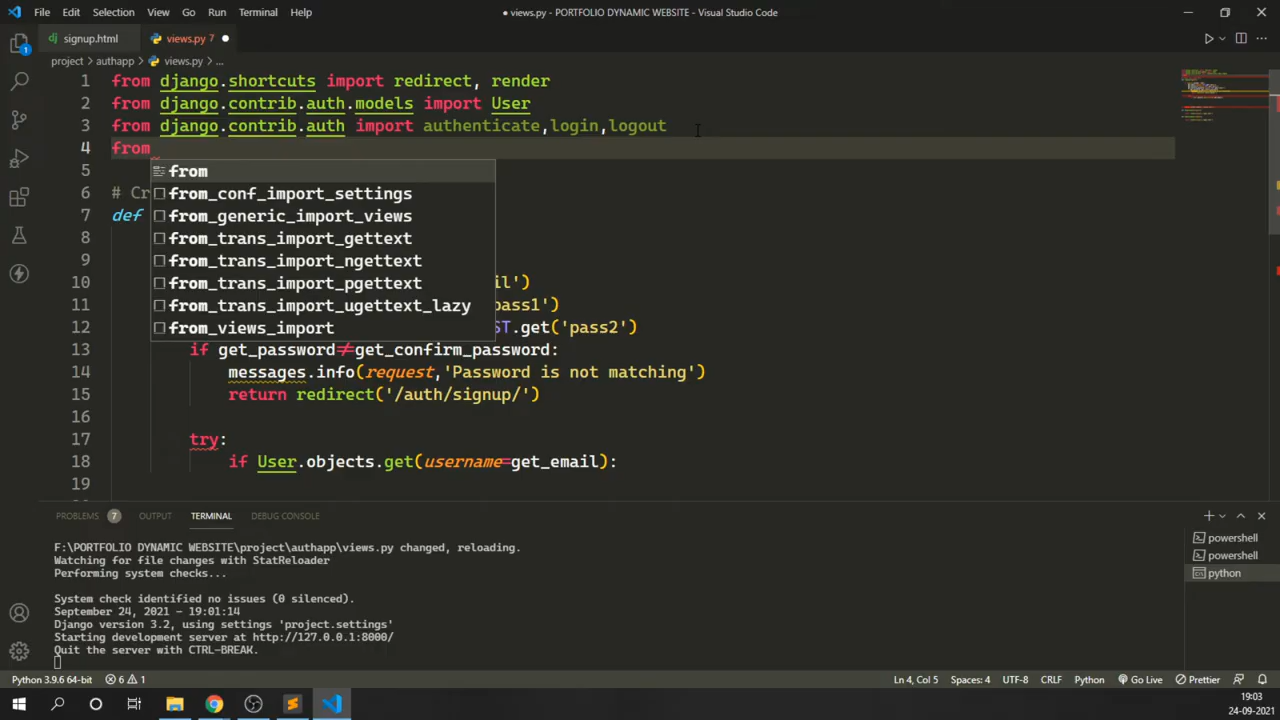 File Edit Selection View Go Run Terminal Help
● views.py - PORTFOLIO DYNAMIC WEBSITE - Visual Studio Code
signup.html views.py 7
project > authapp > views.py > ...
1 from django.shortcuts import redirect, render
2 from django.contrib.auth.models import User
3 from django.contrib.auth import authenticate,login,logout
4 from
5 from
6 # Cr from_conf_import_settings
7 def from_generic_import_views
8 from_trans_import_gettext
9 from_trans_import_ngettext
10 from_trans_import_pgettext il')
11 from_trans_import_ugettext_lazy pass1')
12 from_views_import ST.get('pass2')
13 if get_password≠get_confirm_password:
14 messages.info(request,'Password is not matching')
15 return redirect('/auth/signup/')
16
17 try:
18 if User.objects.get(username=get_email):
19
PROBLEMS 7 OUTPUT TERMINAL DEBUG CONSOLE
F:\PORTFOLIO DYNAMIC WEBSITE\project\authapp\views.py changed, reloading.
Watching for file changes with StatReloader
Performing system checks...
System check identified no issues (0 silenced).
September 24, 2021 - 19:01:14
Django version 3.2, using settings 'project.settings'
Starting development server at http://127.0.0.1:8000/
Quit the server with CTRL-BREAK.
powershell
powershell
python
Python 3.9.6 64-bit 6 1 Ln 4, Col 5 Spaces: 4 UTF-8 CRLF Python Go Live Prettier
19:03
24-09-2021